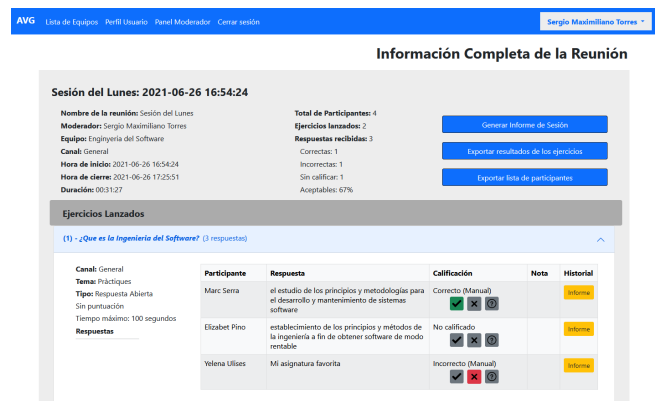 AVG Lista de Equipos Perfil Usuario Panel Moderador Cerrar sesión Sergio Maximiliano Torres
Información Completa de la Reunión
Sesión del Lunes: 2021-06-26 16:54:24
Nombre de la reunión: Sesión del Lunes
Moderador: Sergio Maximiliano Torres
Equipo: Enginyeria del Software
Canal: General
Hora de inicio: 2021-06-26 16:54:24
Hora de cierre: 2021-06-26 17:25:51
Duración: 00:31:27
Total de Participantes: 4
Ejercicios lanzados: 2
Respuestas recibidas: 3
Correctas: 1
Incorrectas: 1
Sin calificar: 1
Aceptables: 67%
Generar Informe de Sesión
Exportar resultados de los ejercicios
Exportar lista de participantes
Ejercicios Lanzados
(1) - ¿Que es la Ingenieria del Software? (3 respuestas)
Canal: General
Tema: Pràctiques
Tipo: Respuesta Abierta
Sin puntuación
Tiempo máximo: 100 segundos
Respuestas
Participante Respuesta Calificación Nota Historial
Marc Serra
el estudio de los principios y metodologías para
el desarrollo y mantenimiento de sistemas
software
Correcto (Manual)
Informe
Elizabet Pino
establecimiento de los principios y métodos de
la ingeniería a fin de obtener software de modo
rentable
No calificado
Informe
Yelena Ulises
Mi asignatura favorita
Incorrecto (Manual)
Informe